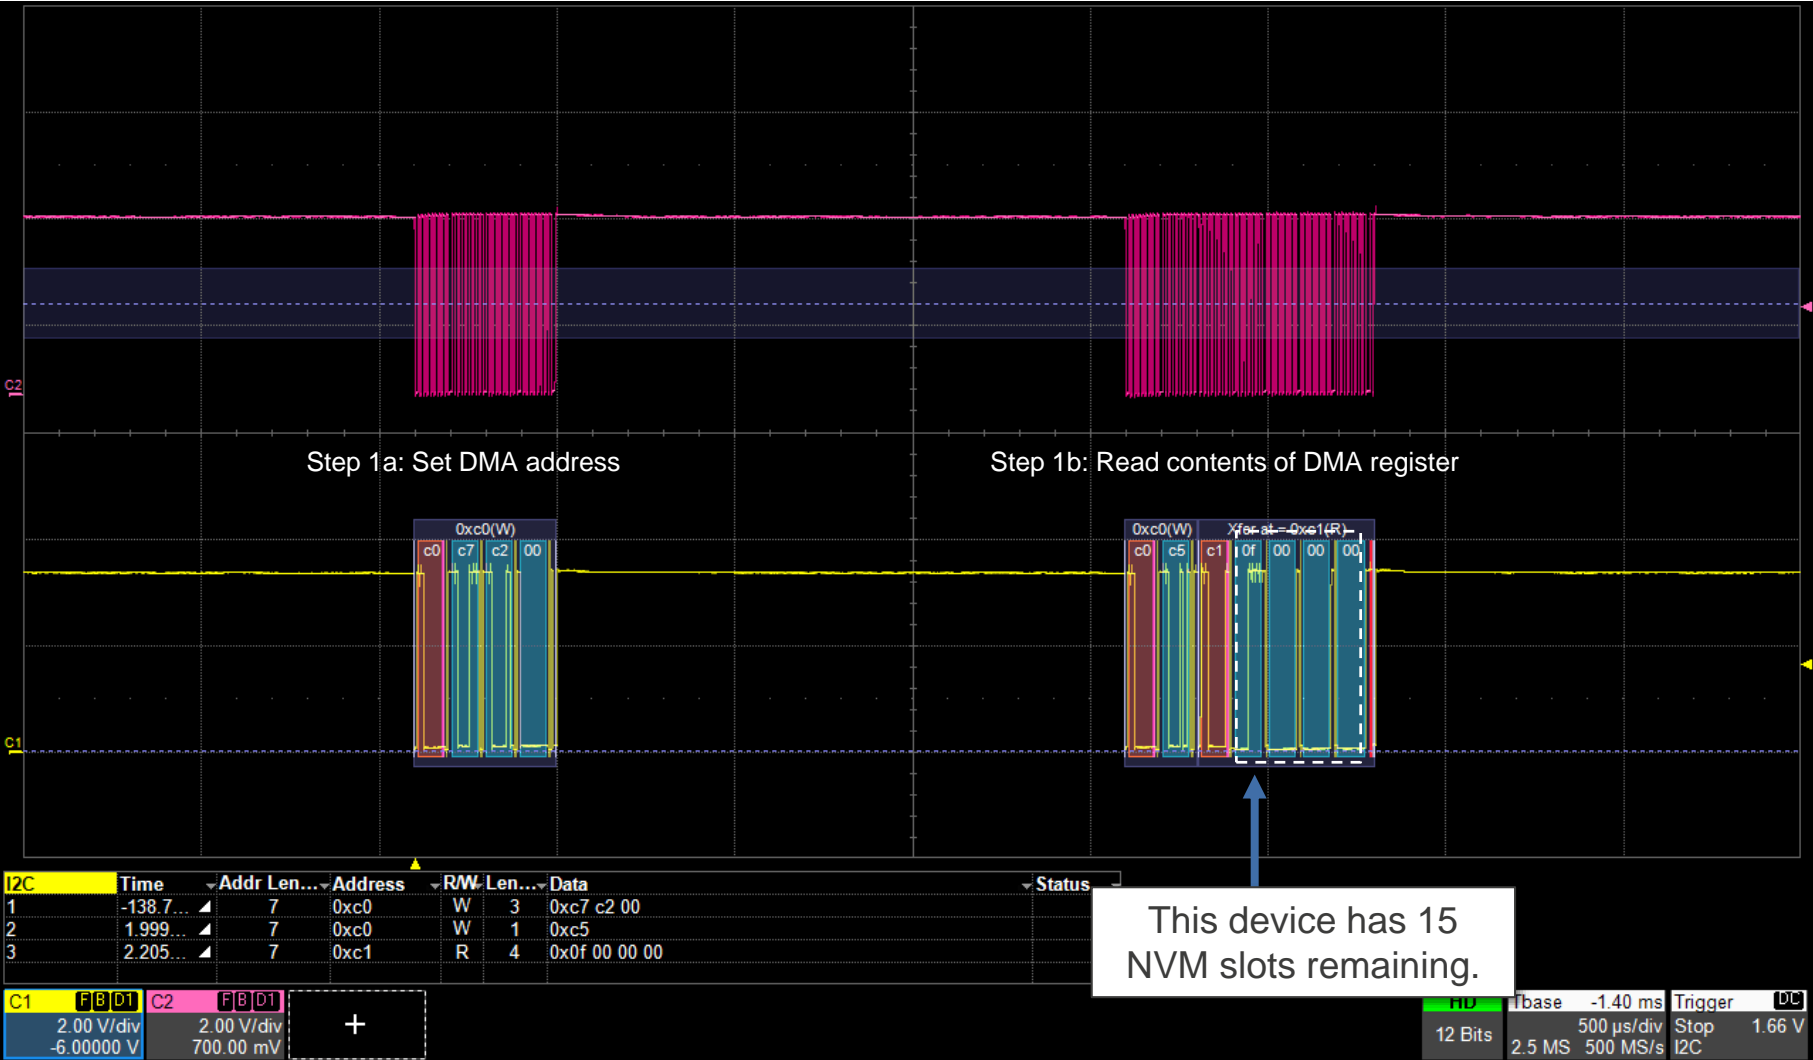 C2
Step 1a: Set DMA address
Step 1b: Read contents of DMA register
0xc0(W)
c0 c7 c2 00
0xc0(W) Xfer at = 0xc1(R)
c0 c5 c1 0f 00 00 00
C1
I2C Time Addr Len... Address R/W Len... Data Status
1 -138.7... 7 0xc0 W 3 0xc7 c2 00
2 1.999... 7 0xc0 W 1 0xc5
3 2.205... 7 0xc1 R 4 0x0f 00 00 00
This device has 15
NVM slots remaining.
C1 F B D1 C2 F B D1
2.00 V/div 2.00 V/div
-6.00000 V 700.00 mV
+
HD Tbase -1.40 ms Trigger DC
12 Bits 500 µs/div Stop 1.66 V
2.5 MS 500 MS/s I2C